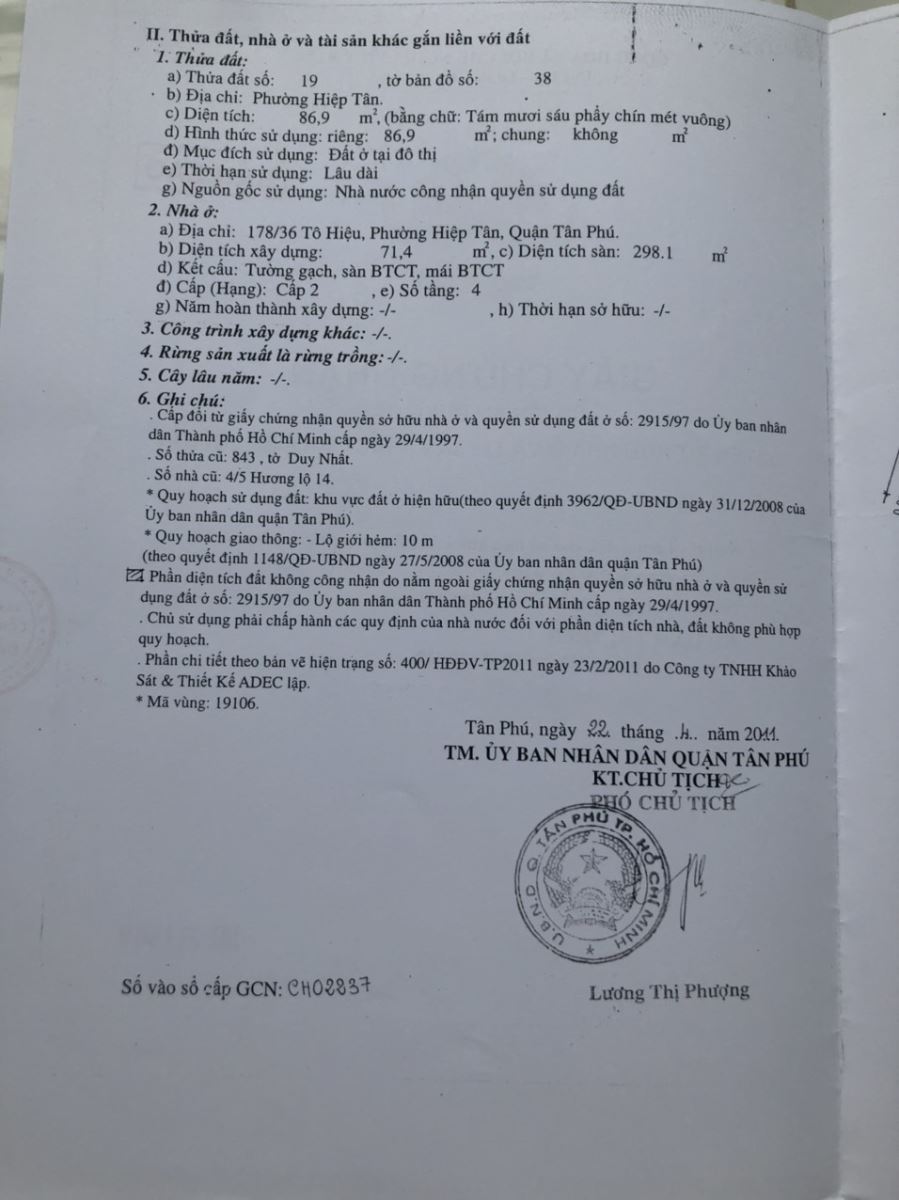 II. Thửa đất, nhà ở và tài sản khác gắn liền với đất
1. Thửa đất:
a) Thửa đất số: 19 , tờ bản đồ số: 38
b) Địa chỉ: Phường Hiệp Tân.
c) Diện tích: 86,9 m², (bằng chữ: Tám mươi sáu phẩy chín mét vuông)
d) Hình thức sử dụng: riêng: 86,9 m²; chung: không m²
đ) Mục đích sử dụng: Đất ở tại đô thị
e) Thời hạn sử dụng: Lâu dài
g) Nguồn gốc sử dụng: Nhà nước công nhận quyền sử dụng đất
2. Nhà ở:
a) Địa chỉ: 178/36 Tô Hiệu, Phường Hiệp Tân, Quận Tân Phú.
b) Diện tích xây dựng: 71,4 m², c) Diện tích sàn: 298.1 m²
d) Kết cấu: Tường gạch, sàn BTCT, mái BTCT
đ) Cấp (Hạng): Cấp 2 , e) Số tầng: 4
g) Năm hoàn thành xây dựng: -/- , h) Thời hạn sở hữu: -/-
3. Công trình xây dựng khác: -/-.
4. Rừng sản xuất là rừng trồng: -/-.
5. Cây lâu năm: -/-.
6. Ghi chú:
. Cấp đổi từ giấy chứng nhận quyền sở hữu nhà ở và quyền sử dụng đất ở số: 2915/97 do Ủy ban nhân
dân Thành phố Hồ Chí Minh cấp ngày 29/4/1997.
. Số thửa cũ: 843 , tờ Duy Nhất.
. Số nhà cũ: 4/5 Hương lộ 14.
* Quy hoạch sử dụng đất: khu vực đất ở hiện hữu(theo quyết định 3962/QĐ-UBND ngày 31/12/2008 của
Ủy ban nhân dân quận Tân Phú).
* Quy hoạch giao thông: - Lộ giới hẻm: 10 m
(theo quyết định 1148/QĐ-UBND ngày 27/5/2008 của Ủy ban nhân dân quận Tân Phú)
Phần diện tích đất không công nhận do nằm ngoài giấy chứng nhận quyền sở hữu nhà ở và quyền sử
dụng đất ở số: 2915/97 do Ủy ban nhân dân Thành phố Hồ Chí Minh cấp ngày 29/4/1997.
. Chủ sử dụng phải chấp hành các quy định của nhà nước đối với phần diện tích nhà, đất không phù hợp
quy hoạch.
. Phần chi tiết theo bản vẽ hiện trạng số: 400/ HĐĐV-TP2011 ngày 23/2/2011 do Công ty TNHH Khảo
Sát & Thiết Kế ADEC lập.
* Mã vùng: 19106.
Tân Phú, ngày 22 tháng .. năm 2011.
TM. ỦY BAN NHÂN DÂN QUẬN TÂN PHÚ
KT.CHỦ TỊCH
PHÓ CHỦ TỊCH
U.B.N.D Q. TÂN PHÚ TP. HỒ CHÍ MINH
Số vào sổ cấp GCN: CH02837
Lương Thị Phượng